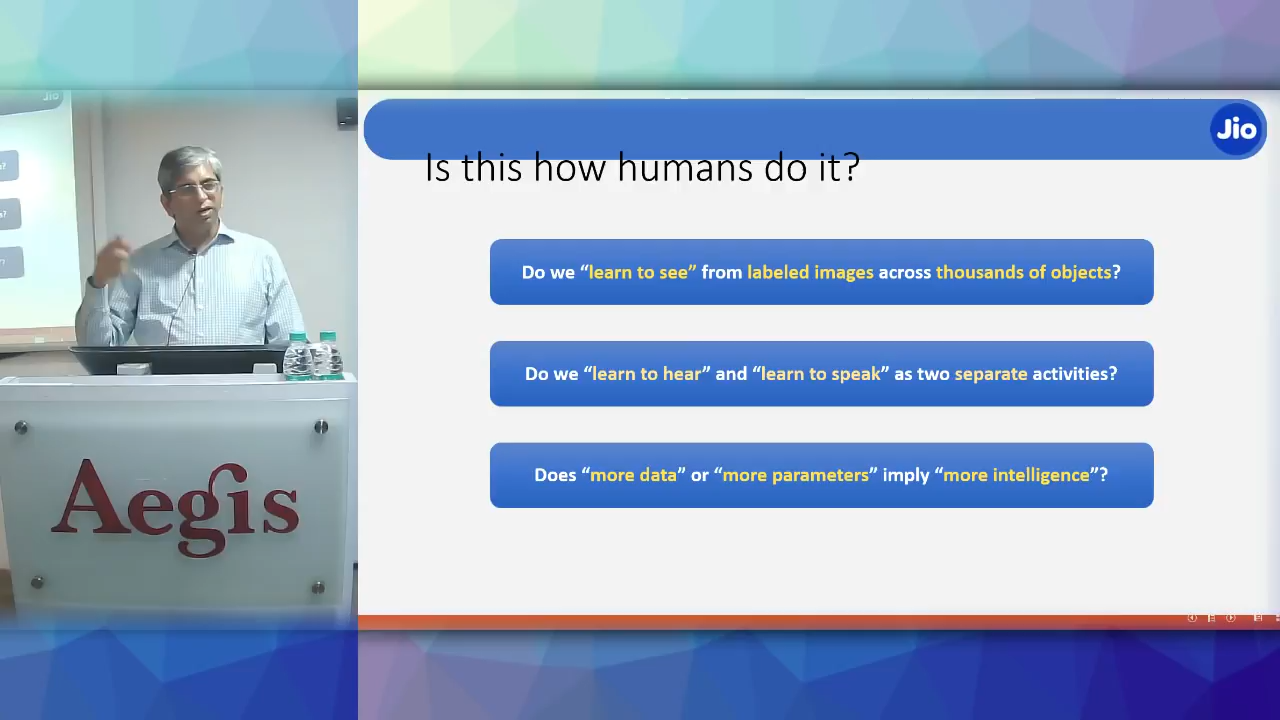 Jio
Is this how humans do it?
Do we “learn to see” from labeled images across thousands of objects?
Do we “learn to hear” and “learn to speak” as two separate activities?
Does “more data” or “more parameters” imply “more intelligence”?
Aegis